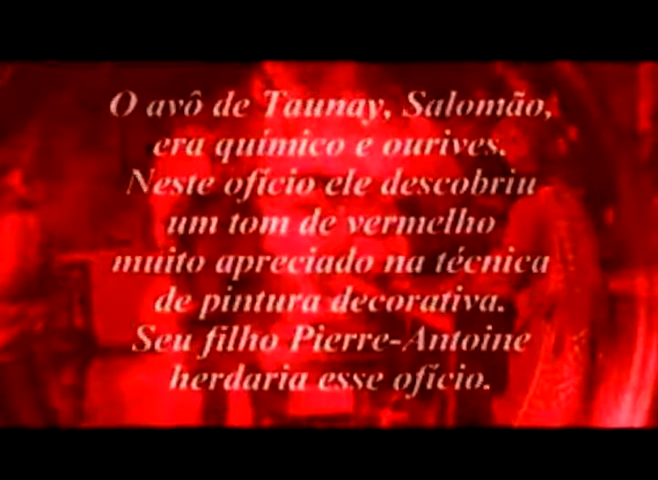 O avô de Taunay, Salomão,
era químico e ourives.
Neste ofício ele descobriu
um tom de vermelho
muito apreciado na técnica
de pintura decorativa.
Seu filho Pierre-Antoine
herdaria esse ofício.